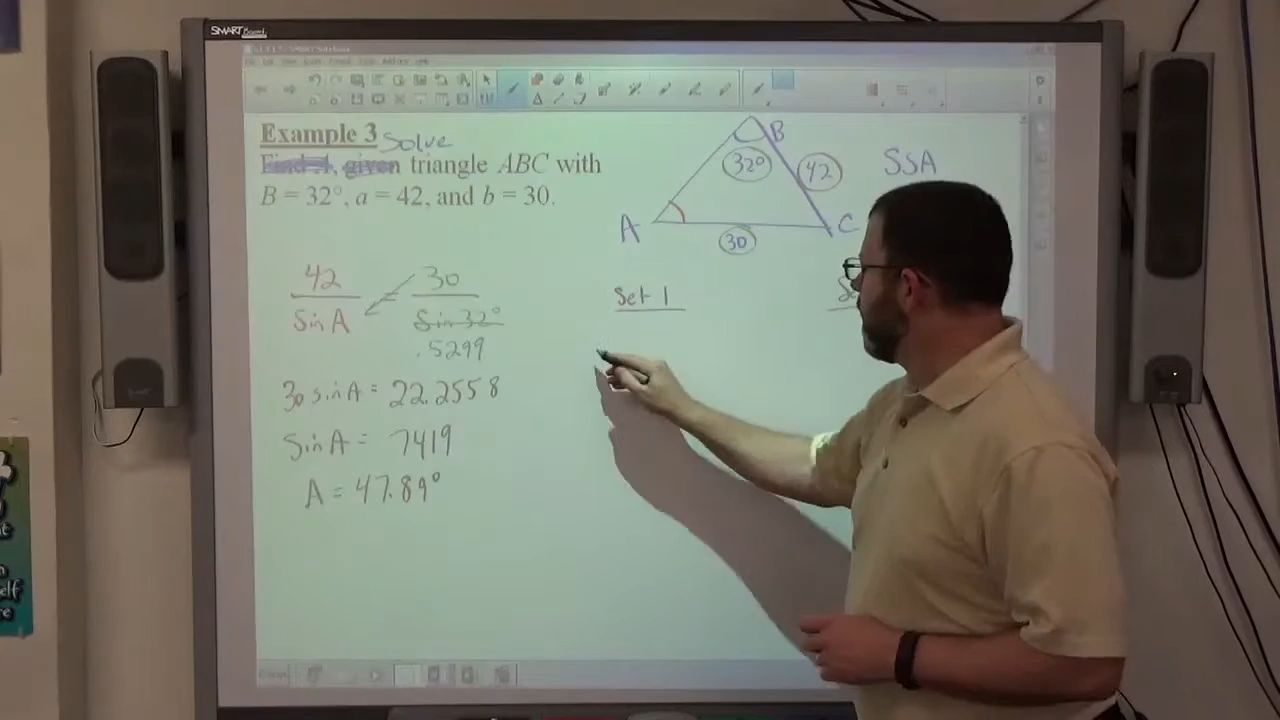 SMART Board
Example 3 Solve
Find A, given triangle ABC with
B = 32°, a = 42, and b = 30.
B
32°
42
SSA
A
30
C
42
sin A
=
30
Sin 32°
.5299
30 sin A = 22.2558
sin A = 7419
A = 47.89°
Set 1